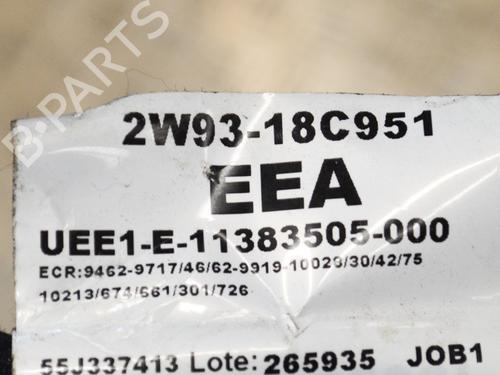 B-PARTS
2W93-18C951
EEA
UEE1-E-11383505-000
ECR:9462-9717/46/62-9919-10029/30/42/75
10213/674/661/301/726
55J337413 Lote:265935 JOB1